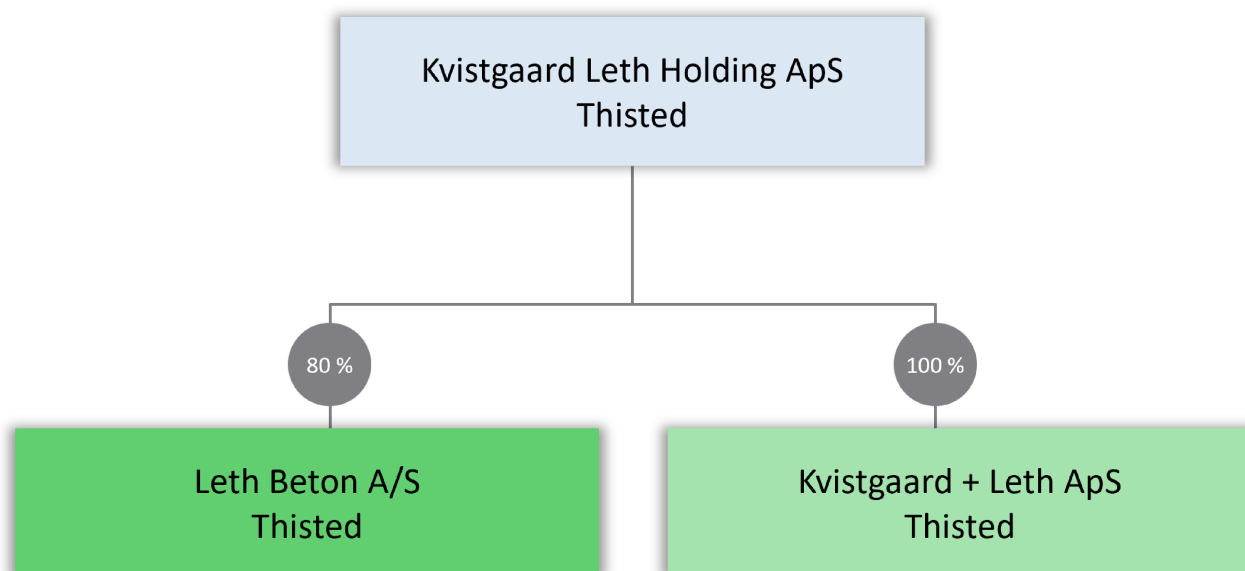 Kvistgaard Leth Holding ApS
Thisted
80 %
100 %
Leth Beton A/S
Thisted
Kvistgaard + Leth ApS
Thisted